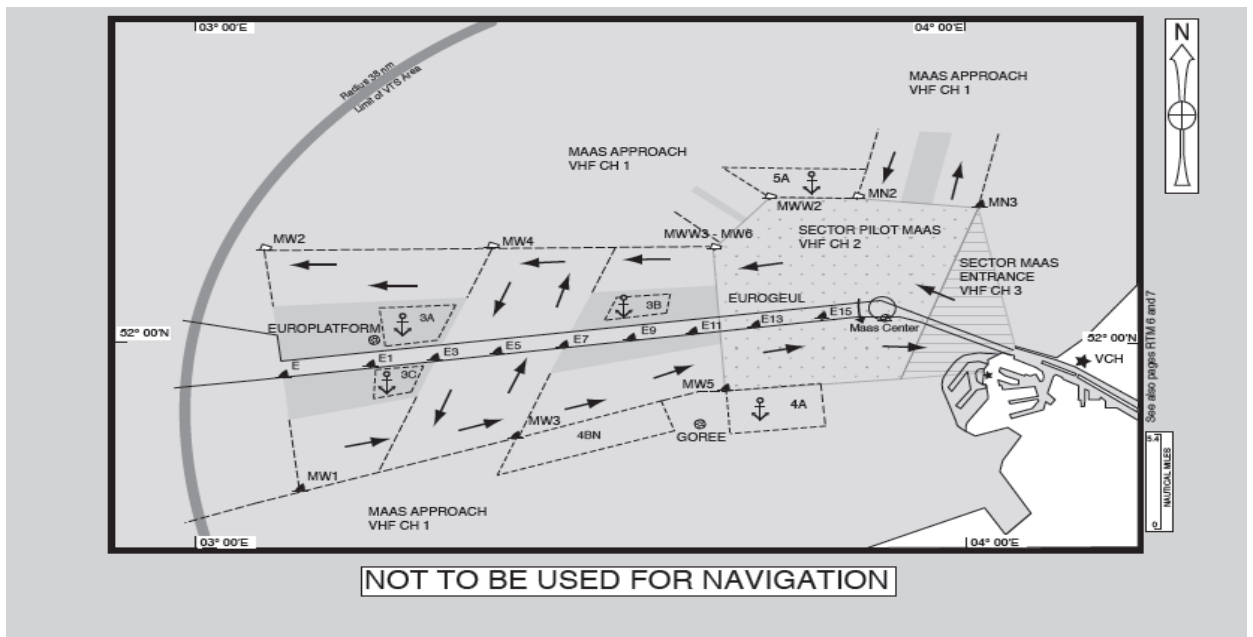 03° 00'E
04° 00'E
N
Radius 38 nm
Limit of VTS Area
MAAS APPROACH
VHF CH 1
MAAS APPROACH
VHF CH 1
5A
MWW2
MN2
MN3
MW2
MW4
MWW3 - MW6
SECTOR PILOT MAAS
VHF CH 2
SECTOR MAAS
ENTRANCE
VHF CH 3
3A
3B
EUROGEUL
EUROPLATFORM
52° 00'N
E
E1
E3
E5
E7
E9
E11
E13
E15
Maas Center
52° 00'N
VCH
3C
MW5
4A
MW3
4BN
GOREE
MW1
MAAS APPROACH
VHF CH 1
03° 00'E
04° 00'E
See also pages RTM 6 and 7
5.4
NAUTICAL MILES
0
NOT TO BE USED FOR NAVIGATION